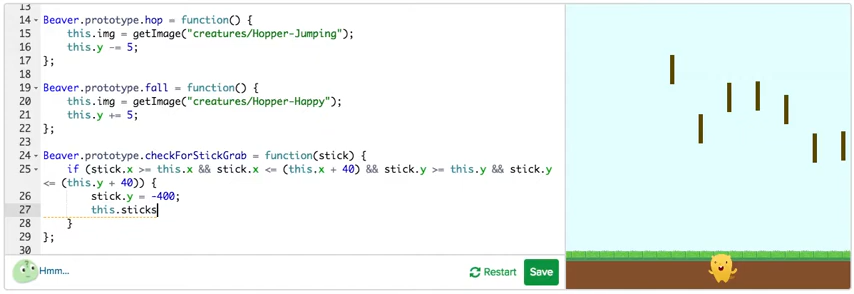 13
14 Beaver.prototype.hop = function() {
15 this.img = getImage("creatures/Hopper-Jumping");
16 this.y -= 5;
17 };
18
19 Beaver.prototype.fall = function() {
20 this.img = getImage("creatures/Hopper-Happy");
21 this.y += 5;
22 };
23
24 Beaver.prototype.checkForStickGrab = function(stick) {
25 if (stick.x >= this.x && stick.x <= (this.x + 40) && stick.y >= this.y && stick.y
<= (this.y + 40)) {
26 stick.y = -400;
27 this.sticks
28 }
29 };
30
Hmm...
Restart
Save